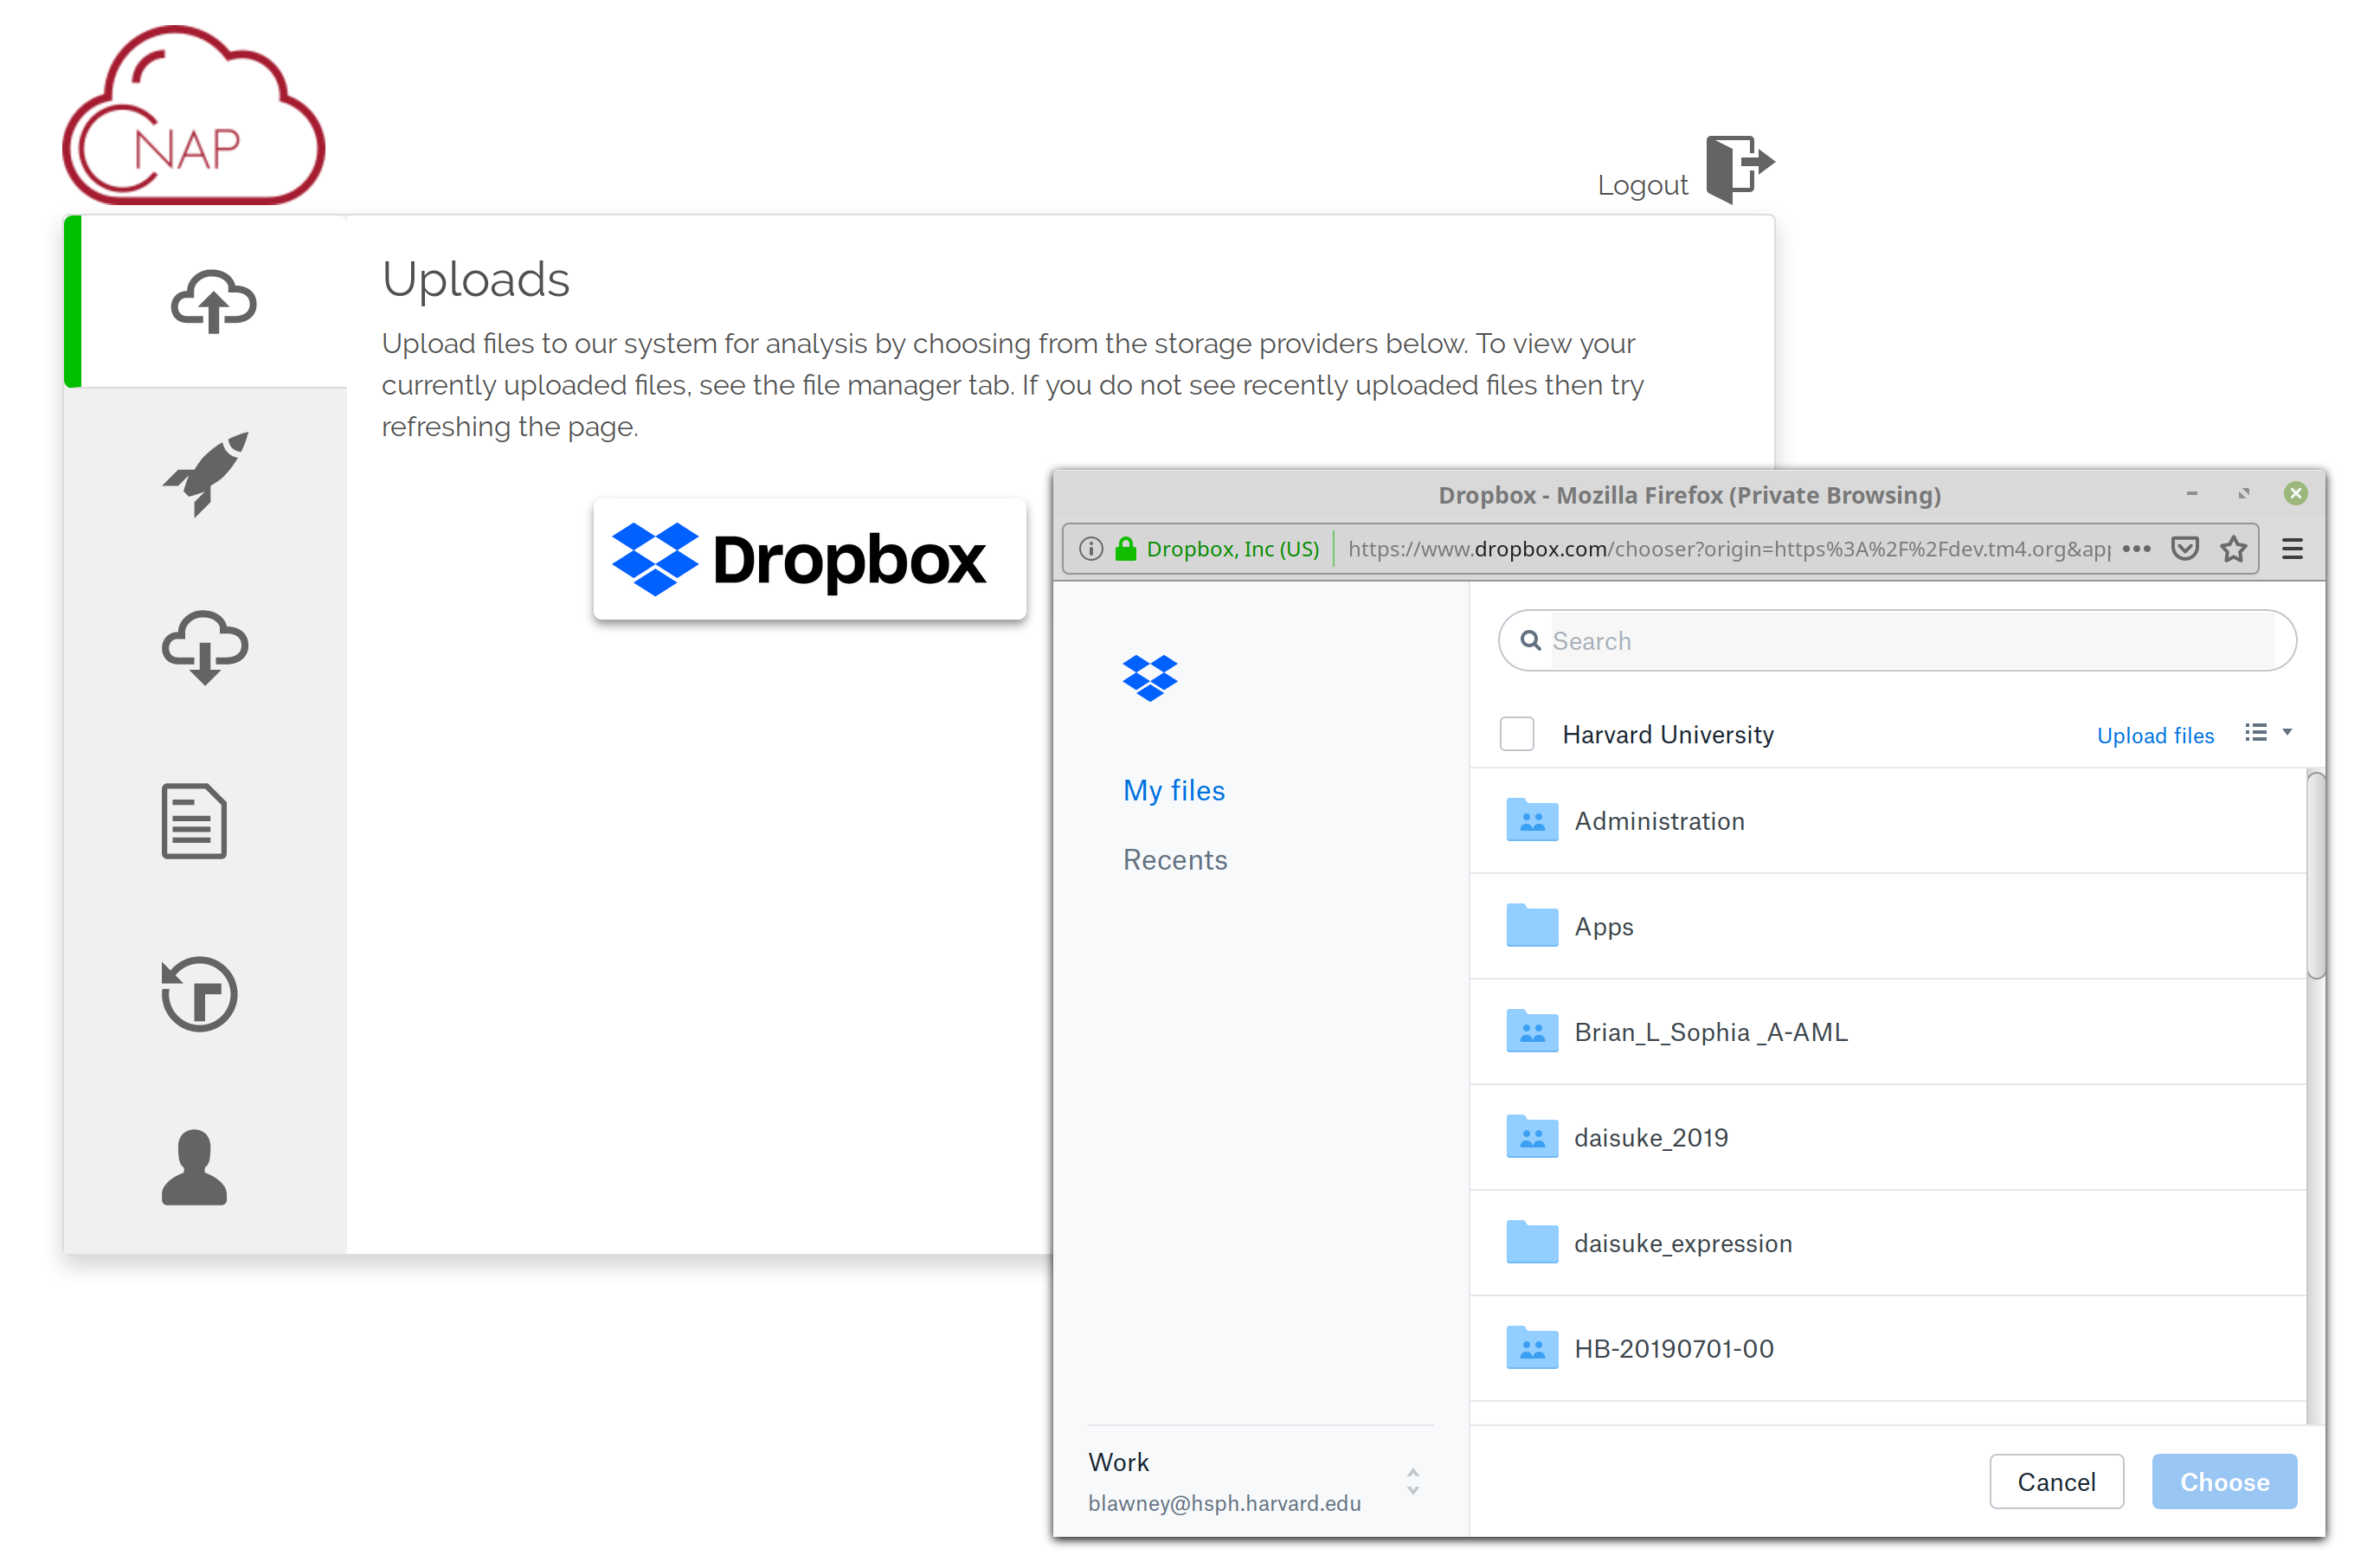 CNAP
Logout
Uploads
Upload files to our system for analysis by choosing from the storage providers below. To view your
currently uploaded files, see the file manager tab. If you do not see recently uploaded files then try
refreshing the page.
Dropbox
Dropbox - Mozilla Firefox (Private Browsing)
Dropbox, Inc (US)
https://www.dropbox.com/chooser?origin=https%3A%2F%2Fdev.tm4.org&ap
Search
Harvard University
Upload files
My files
Recents
Administration
Apps
Brian_L_Sophia _A-AML
daisuke_2019
daisuke_expression
HB-20190701-00
Work
blawney@hsph.harvard.edu
Cancel
Choose